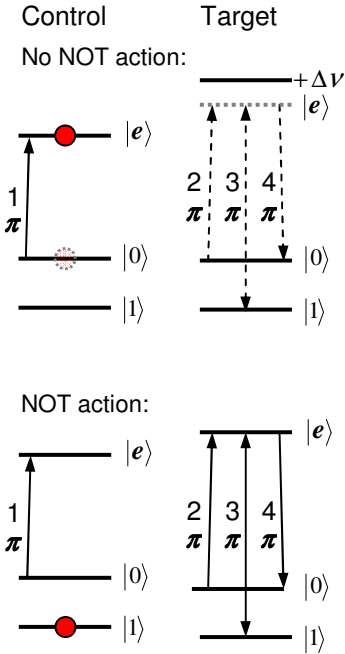 Control Target
No NOT action:
+Δν
|e⟩
|e⟩
1
π
2 3 4
π π π
|0⟩ |0⟩
|1⟩ |1⟩
NOT action:
|e⟩
|e⟩
1
π
2 3 4
π π π
|0⟩ |0⟩
|1⟩ |1⟩